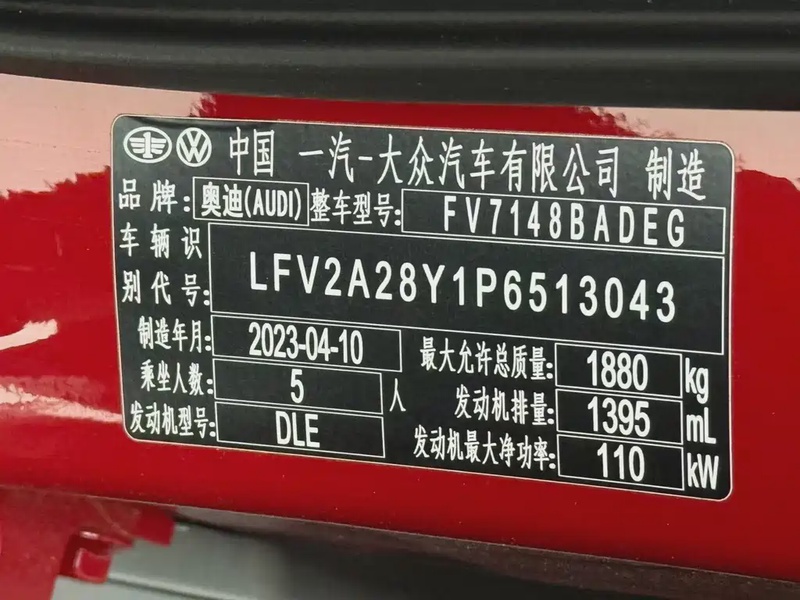 中国 一汽-大众汽车有限公司 制造
品牌: 奥迪(AUDI) 整车型号: FV7148BADEG
车辆识别代号: LFV2A28Y1P6513043
制造年月: 2023-04-10 最大允许总质量: 1880 kg
乘坐人数: 5 人 发动机排量: 1395 mL
发动机型号: DLE 发动机最大净功率: 110 kW